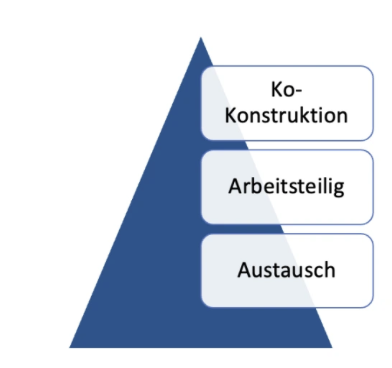 Ko-
Konstruktion
Arbeitsteilig
Austausch